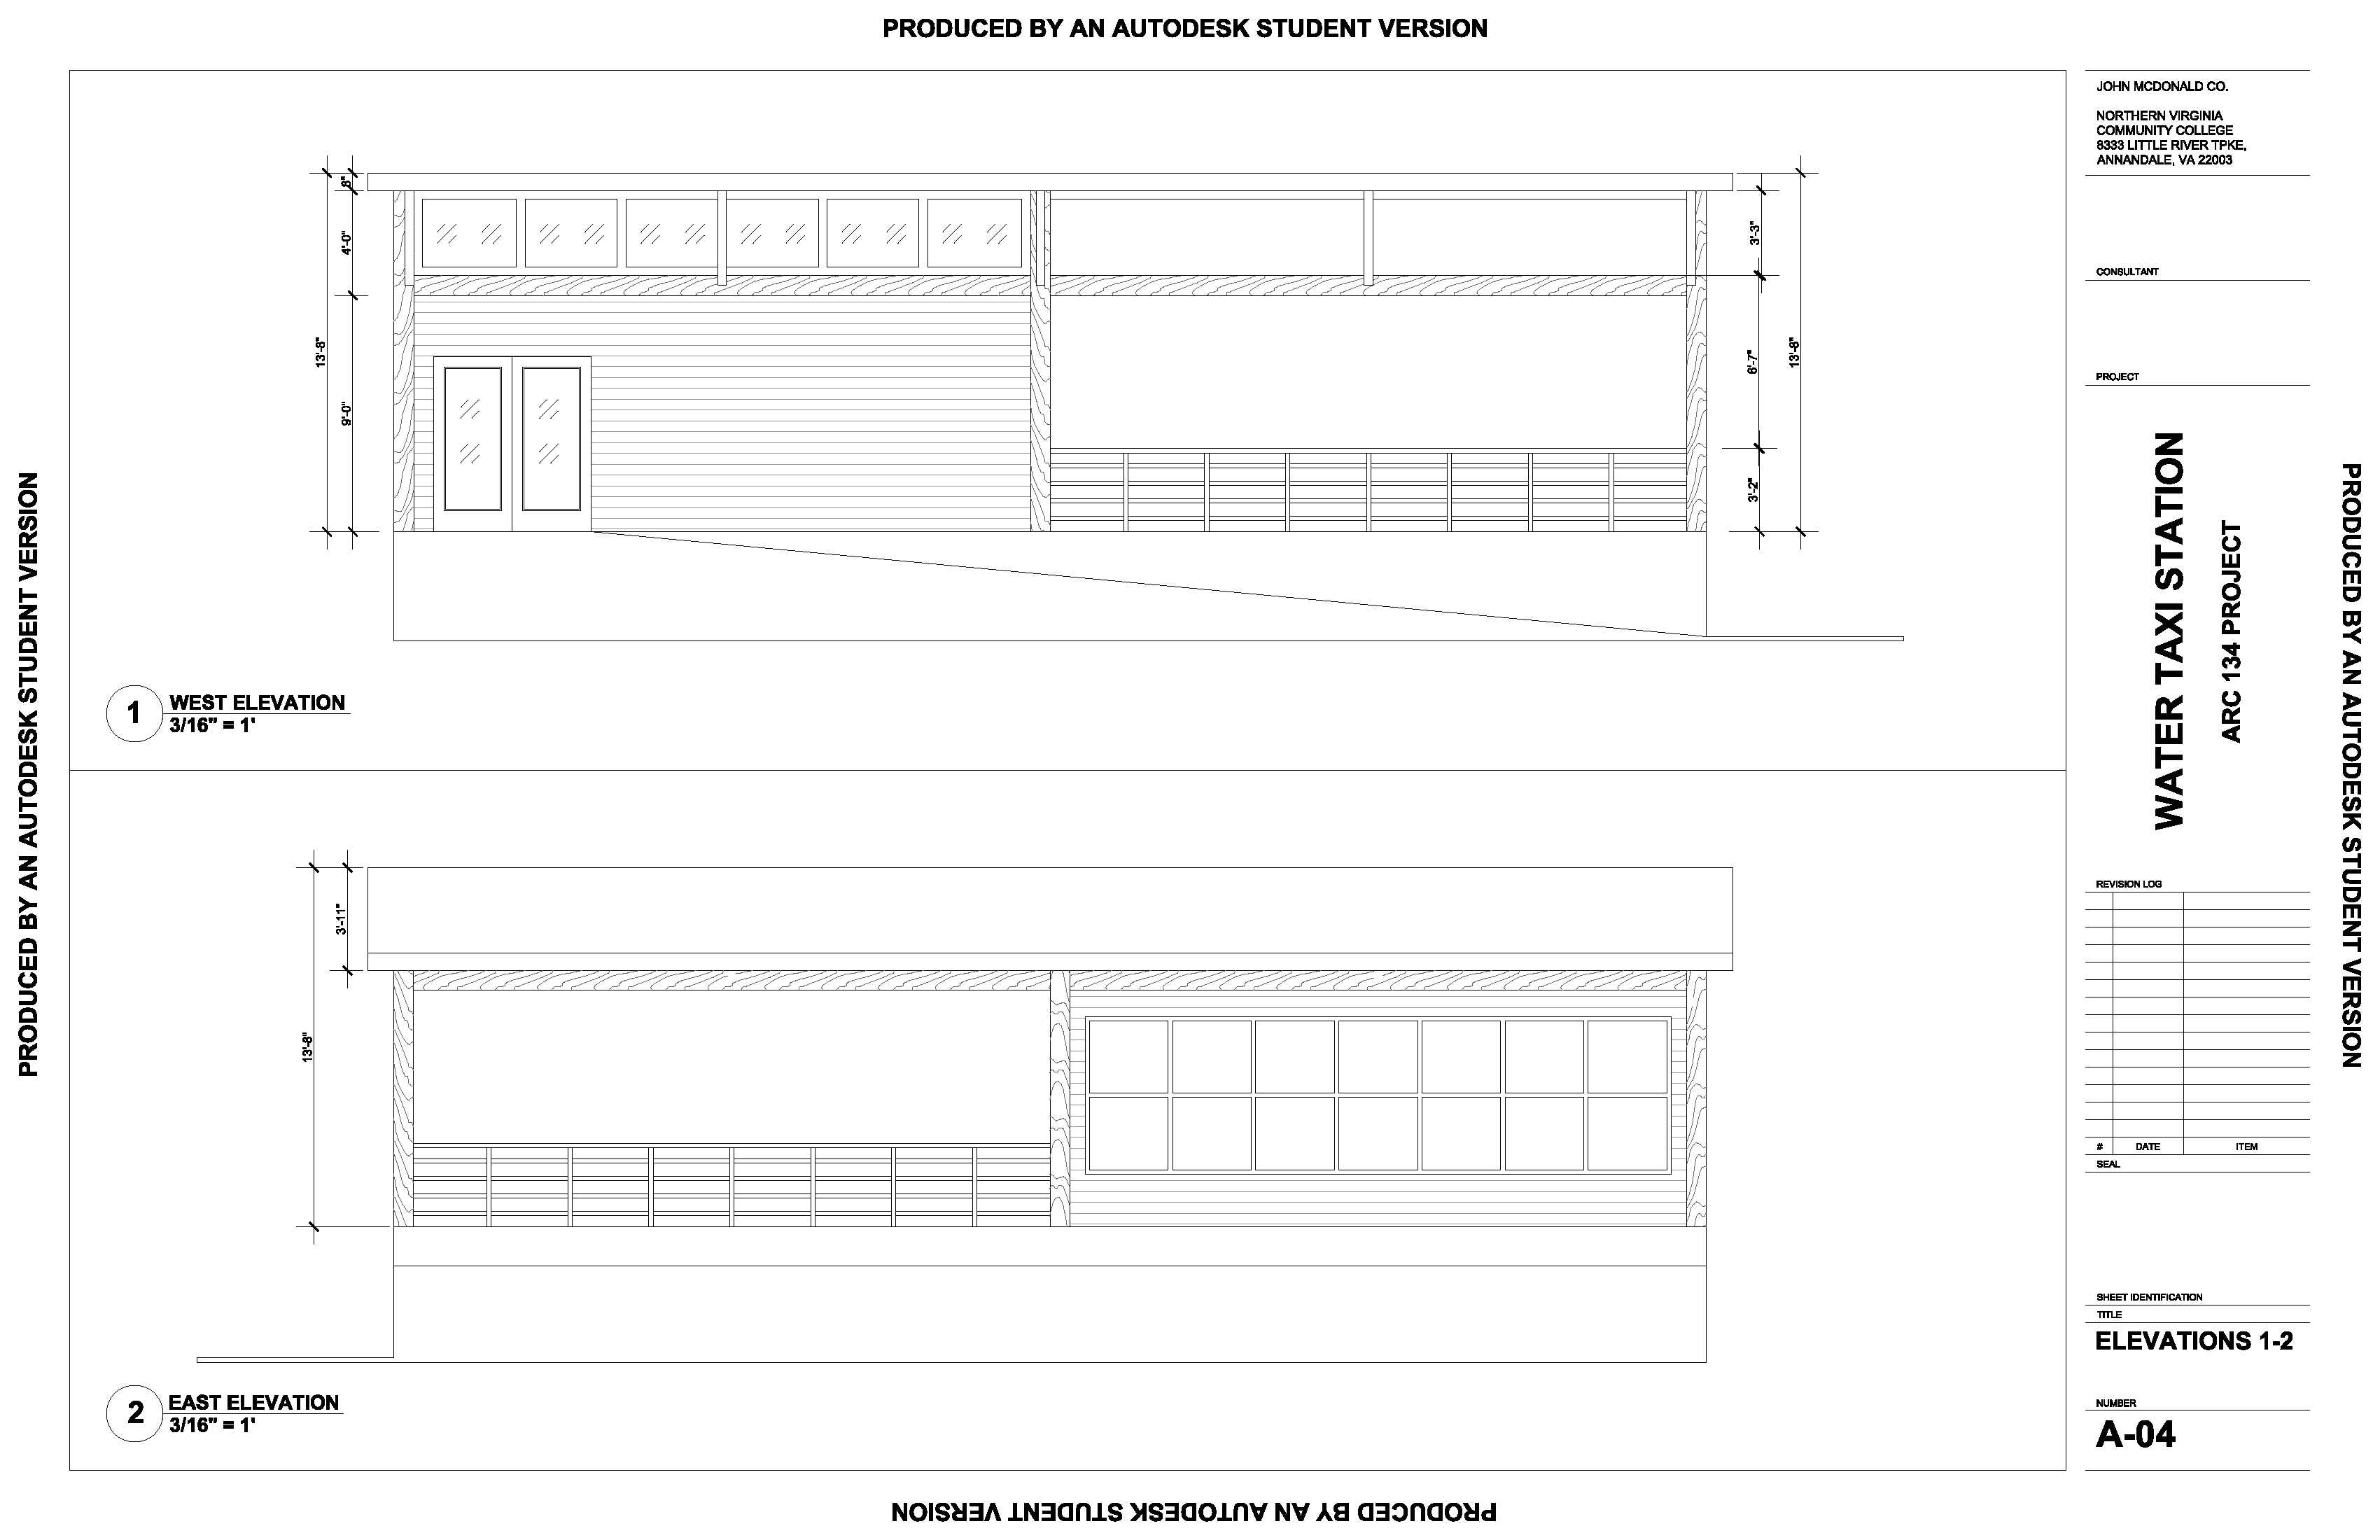 PRODUCED BY AN AUTODESK STUDENT VERSION
PRODUCED BY AN AUTODESK STUDENT VERSION
8"
4'-0"
13'-8"
9'-0"
3'-3"
6'-7"
13'-8"
3'-2"
1
WEST ELEVATION
3/16" = 1'
3'-11"
13'-8"
2
EAST ELEVATION
3/16" = 1'
JOHN MCDONALD CO.
NORTHERN VIRGINIA
COMMUNITY COLLEGE
8333 LITTLE RIVER TPKE,
ANNANDALE, VA 22003
CONSULTANT
PROJECT
WATER TAXI STATION
ARC 134 PROJECT
REVISION LOG
# DATE ITEM
SEAL
SHEET IDENTIFICATION
TITLE
ELEVATIONS 1-2
NUMBER
A-04
PRODUCED BY AN AUTODESK STUDENT VERSION
PRODUCED BY AN AUTODESK STUDENT VERSION